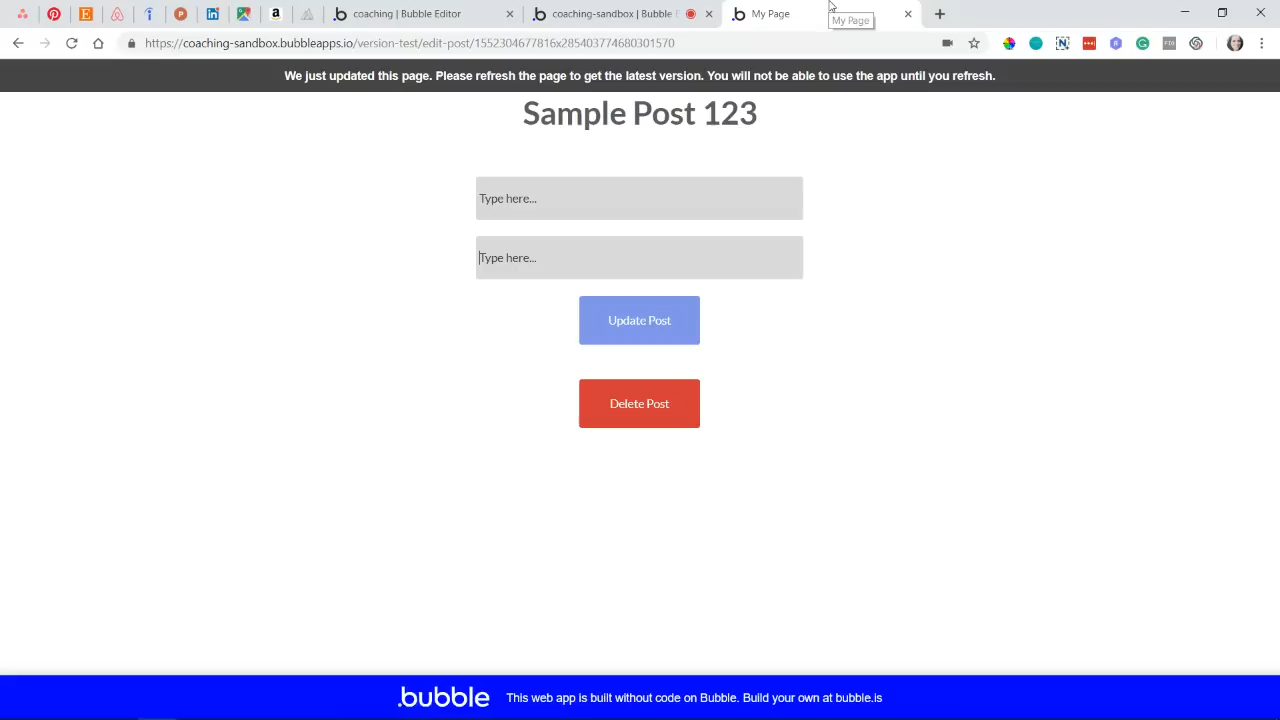 coaching | Bubble Editor
coaching-sandbox | Bubble E
My Page
My Page
https://coaching-sandbox.bubbleapps.io/version-test/edit-post/1552304677816x285403774680301570
We just updated this page. Please refresh the page to get the latest version. You will not be able to use the app until you refresh.
Sample Post 123
Type here...
Type here...
Update Post
Delete Post
.bubble
This web app is built without code on Bubble. Build your own at bubble.is